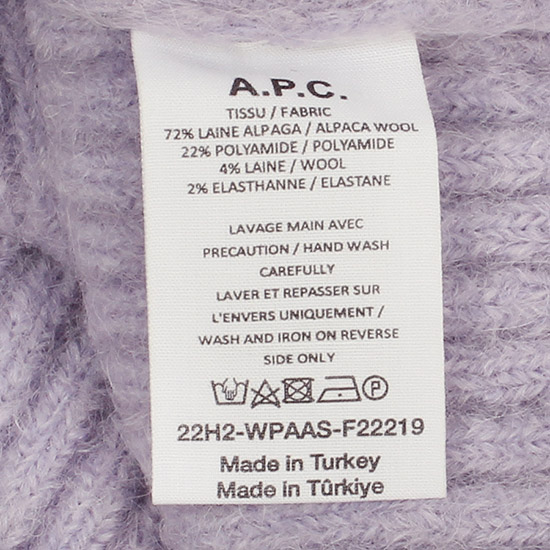 A.P.C.
TISSU / FABRIC
72% LAINE ALPAGA / ALPACA WOOL
22% POLYAMIDE / POLYAMIDE
4% LAINE / WOOL
2% ELASTHANNE / ELASTANE
LAVAGE MAIN AVEC
PRECAUTION / HAND WASH
CAREFULLY
LAVER ET REPASSER SUR
L'ENVERS UNIQUEMENT /
WASH AND IRON ON REVERSE
SIDE ONLY
P
22H2-WPAAS-F22219
Made in Turkey
Made in Tûrkiye